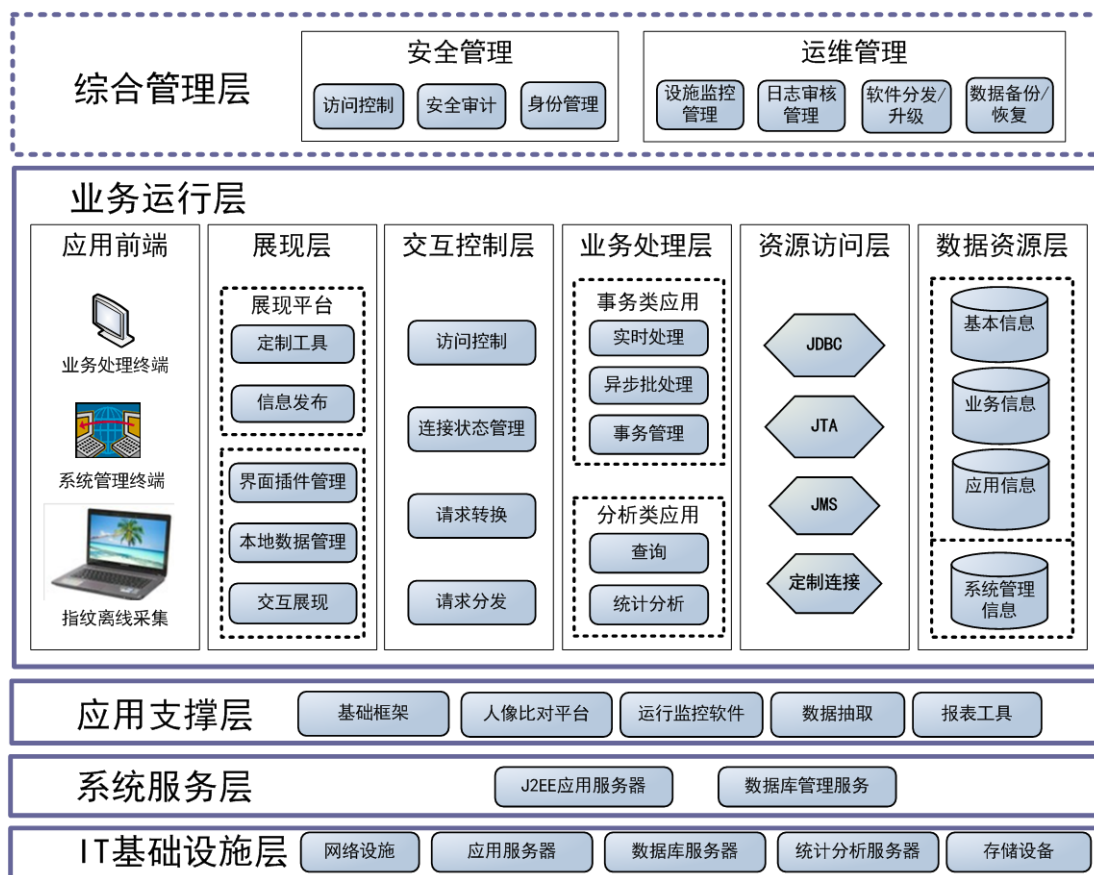 综合管理层
安全管理
访问控制
安全审计
身份管理
运维管理
设施监控
管理
日志审核
管理
软件分发/
升级
数据备份/
恢复
业务运行层
应用前端
业务处理终端
系统管理终端
指纹离线采集
展现层
展现平台
定制工具
信息发布
界面插件管理
本地数据管理
交互展现
交互控制层
访问控制
连接状态管理
请求转换
请求分发
业务处理层
事务类应用
实时处理
异步批处理
事务管理
分析类应用
查询
统计分析
资源访问层
JDBC
JTA
JMS
定制连接
数据资源层
基本信息
业务信息
应用信息
系统管理
信息
应用支撑层
基础框架
人像比对平台
运行监控软件
数据抽取
报表工具
系统服务层
J2EE应用服务器
数据库管理服务
IT基础设施层
网络设施
应用服务器
数据库服务器
统计分析服务器
存储设备